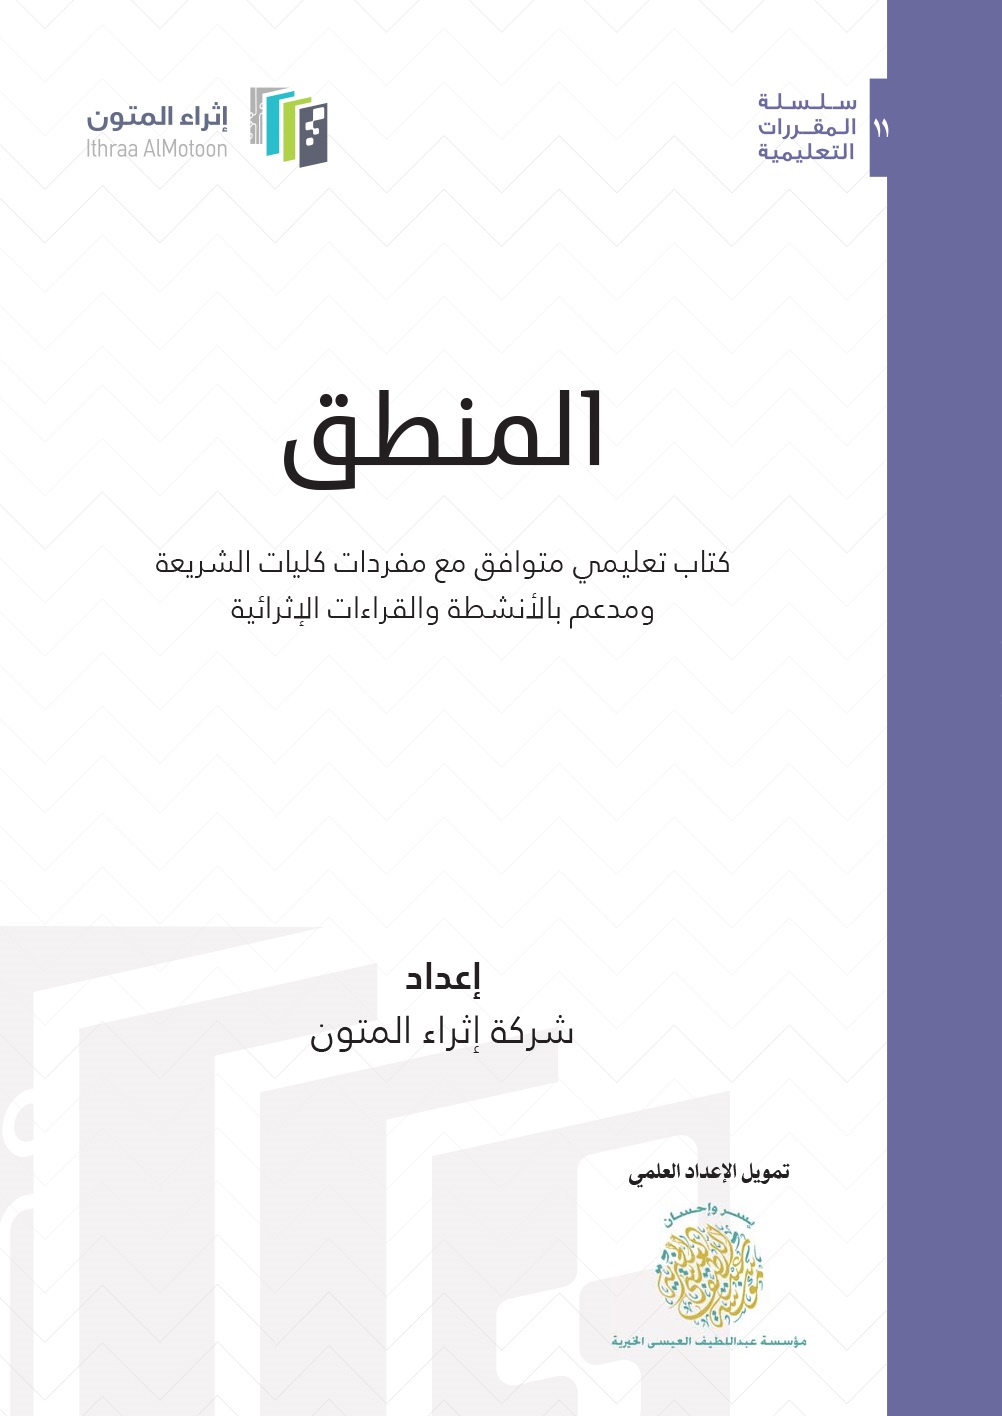 سلسلة
المقررات
التعليمية
١١
إثراء المتون
Ithraa AlMotoon
المنطق
كتاب تعليمي متوافق مع مفردات كليات الشريعة
ومدعم بالأنشطة والقراءات الإثرائية
إعداد
شركة إثراء المتون
تمويل الإعداد العلمي
يسر وإحسان
مؤسسة عبداللطيف العيسى الخيرية